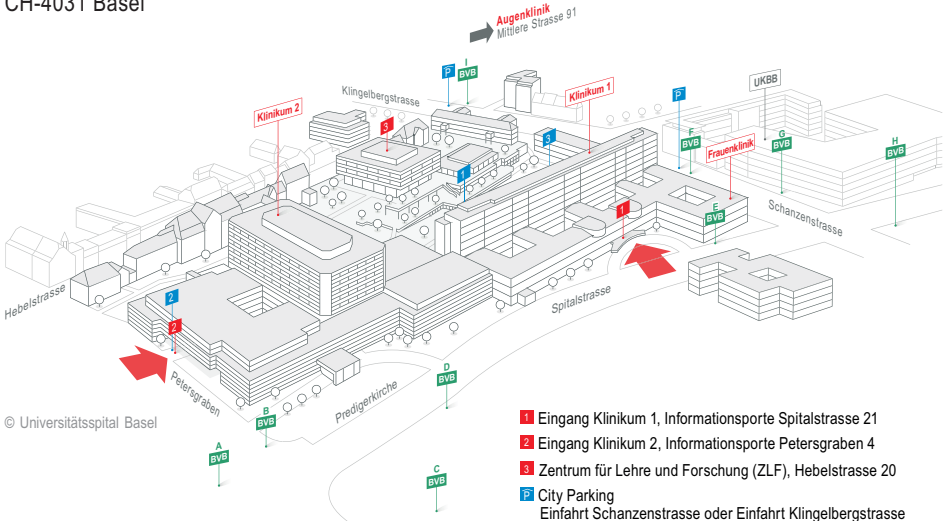 CH-4031 Basel
Augenklinik
Mittlere Strasse 91
I
BVB
P
Klingelbergstrasse
Klinikum 1
Klinikum 2
3
3
P
UKBB
F
BVB
G
BVB
H
BVB
Frauenklinik
1
1
E
BVB
Schanzenstrasse
Hebelstrasse
2
2
Spitalstrasse
Petersgraben
Predigerkirche
D
BVB
B
BVB
A
BVB
C
BVB
© Universitätsspital Basel
1 Eingang Klinikum 1, Informationsporte Spitalstrasse 21
2 Eingang Klinikum 2, Informationsporte Petersgraben 4
3 Zentrum für Lehre und Forschung (ZLF), Hebelstrasse 20
P City Parking
Einfahrt Schanzenstrasse oder Einfahrt Klingelbergstrasse